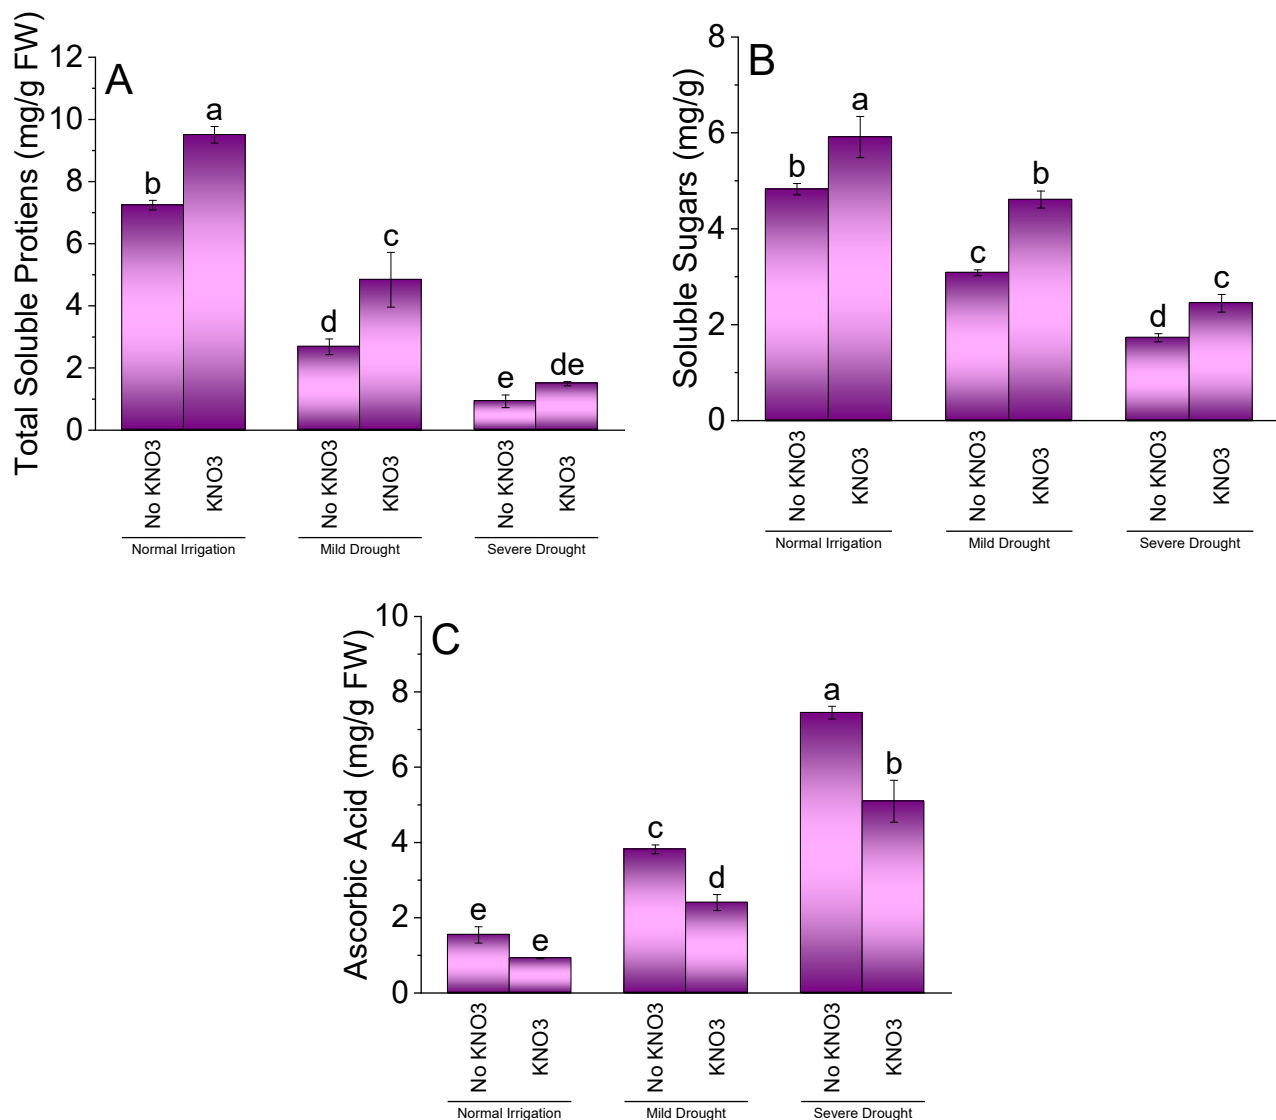 A
Total Soluble Protiens (mg/g FW)
12
10
8
6
4
2
0
b
a
d
c
e
de
No KNO3
KNO3
No KNO3
KNO3
No KNO3
KNO3
Normal Irrigation
Mild Drought
Severe Drought
B
Soluble Sugars (mg/g)
8
6
4
2
0
b
a
c
b
d
c
No KNO3
KNO3
No KNO3
KNO3
No KNO3
KNO3
Normal Irrigation
Mild Drought
Severe Drought
C
Ascorbic Acid (mg/g FW)
10
8
6
4
2
0
e
e
c
d
a
b
No KNO3
KNO3
No KNO3
KNO3
No KNO3
KNO3
Normal Irrigation
Mild Drought
Severe Drought